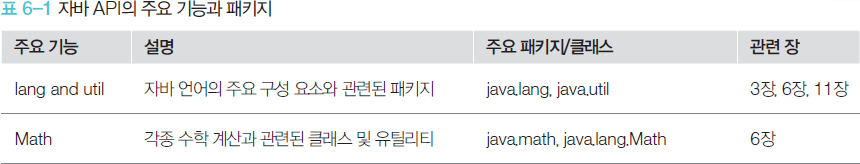 표 6-1 자바 API의 주요 기능과 패키지
주요 기능 설명 주요 패키지/클래스 관련 장
lang and util 자바 언어의 주요 구성 요소와 관련된 패키지 java.lang, java.util 3장, 6장, 11장
Math 각종 수학 계산과 관련된 클래스 및 유틸리티 java.math, java.lang.Math 6장